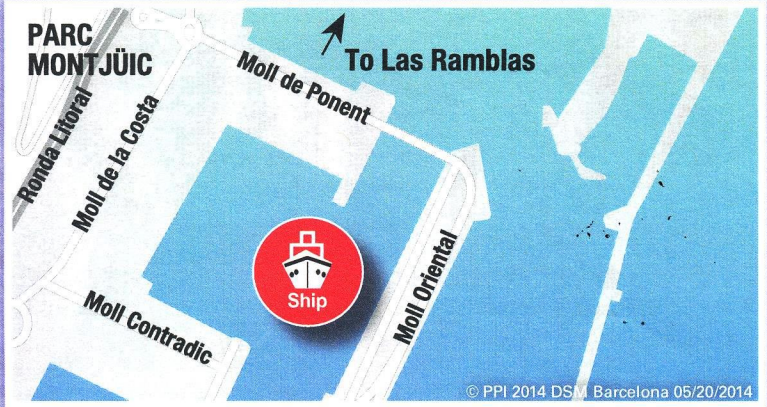 PARC
MONTJÜIC
To Las Ramblas
Moll de Ponent
Ronda Litoral
Moll de la Costa
Ship
Moll Oriental
Moll Contradic
© PPI 2014 DSM Barcelona 05/20/2014